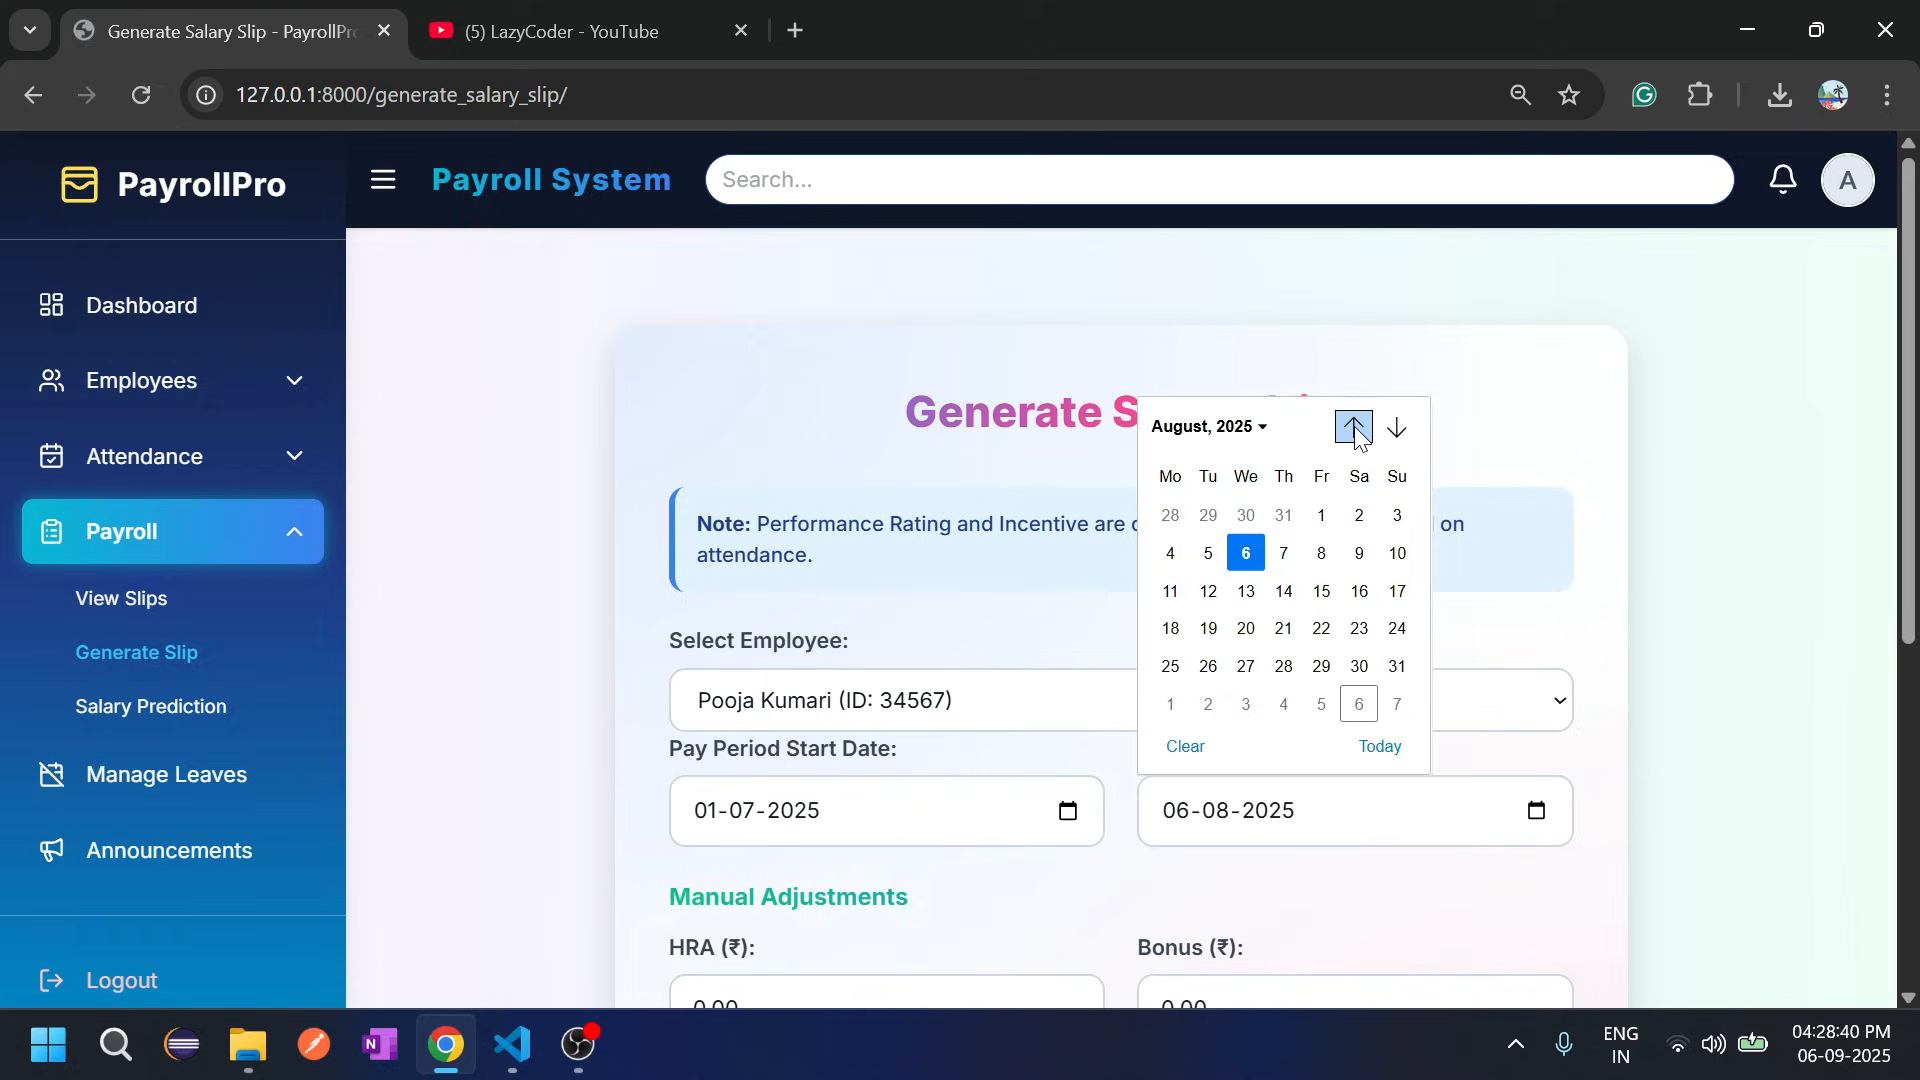 Generate Salary Slip - PayrollPr
(5) LazyCoder - YouTube
127.0.0.1:8000/generate_salary_slip/
PayrollPro
Payroll System
Search...
A
Dashboard
Employees
Attendance
Payroll
View Slips
Generate Slip
Salary Prediction
Manage Leaves
Announcements
Logout
Generate S
Note: Performance Rating and Incentive are
on
attendance.
Select Employee:
Pooja Kumari (ID: 34567)
Pay Period Start Date:
01-07-2025
06-08-2025
August, 2025
Mo Tu We Th Fr Sa Su
28 29 30 31 1 2 3
4 5 6 7 8 9 10
11 12 13 14 15 16 17
18 19 20 21 22 23 24
25 26 27 28 29 30 31
1 2 3 4 5 6 7
Clear Today
Manual Adjustments
HRA (₹):
Bonus (₹):
0.00
0.00
ENG
IN
04:28:40 PM
06-09-2025